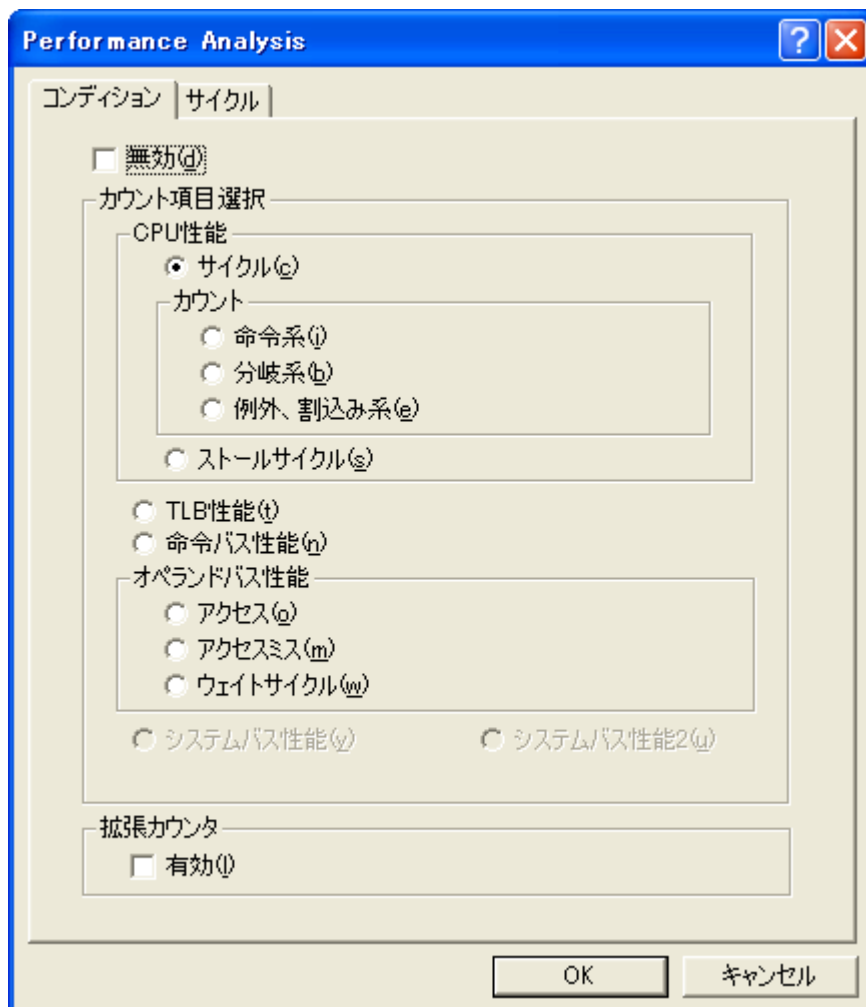 Performance Analysis
コンディション サイクル
無効(d)
カウント項目選択
CPU性能
サイクル(c)
カウント
命令系(i)
分岐系(b)
例外、割込み系(e)
ストールサイクル(s)
TLB性能(t)
命令バス性能(n)
オペランドバス性能
アクセス(o)
アクセスミス(m)
ウェイトサイクル(w)
システムバス性能(y) システムバス性能2(u)
拡張カウンタ
有効(l)
OK キャンセル